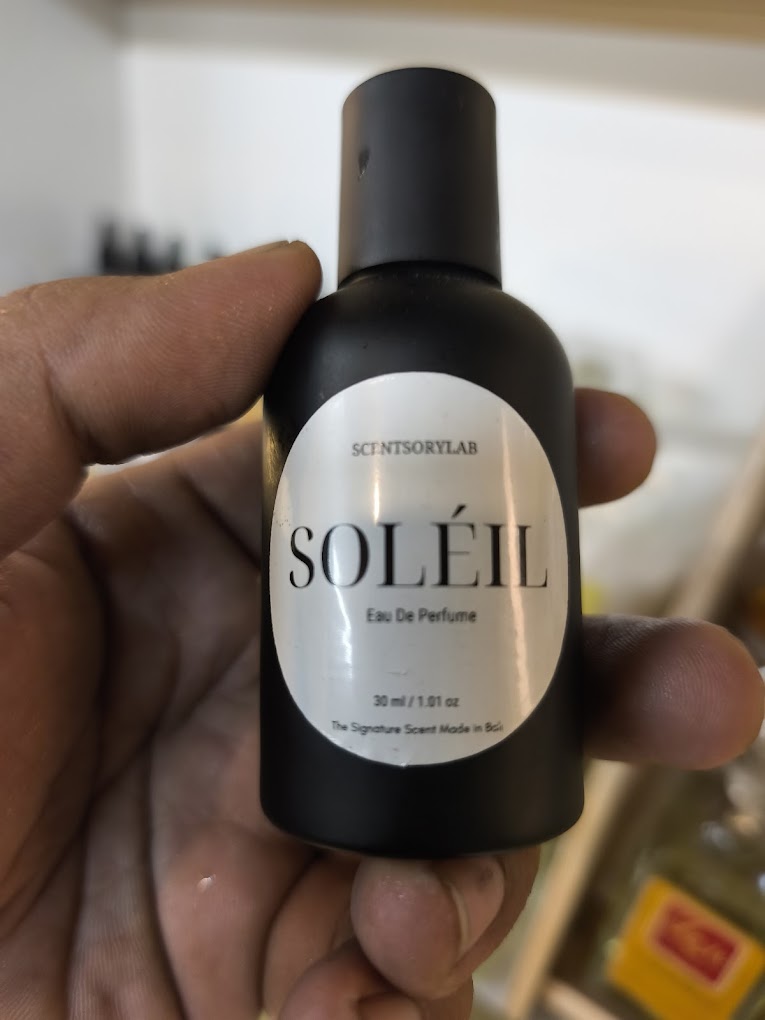 SCENTSORYLAB
SOLÉIL
Eau De Perfume
30 ml / 1.01 oz
The Signature Scent Made in Bali